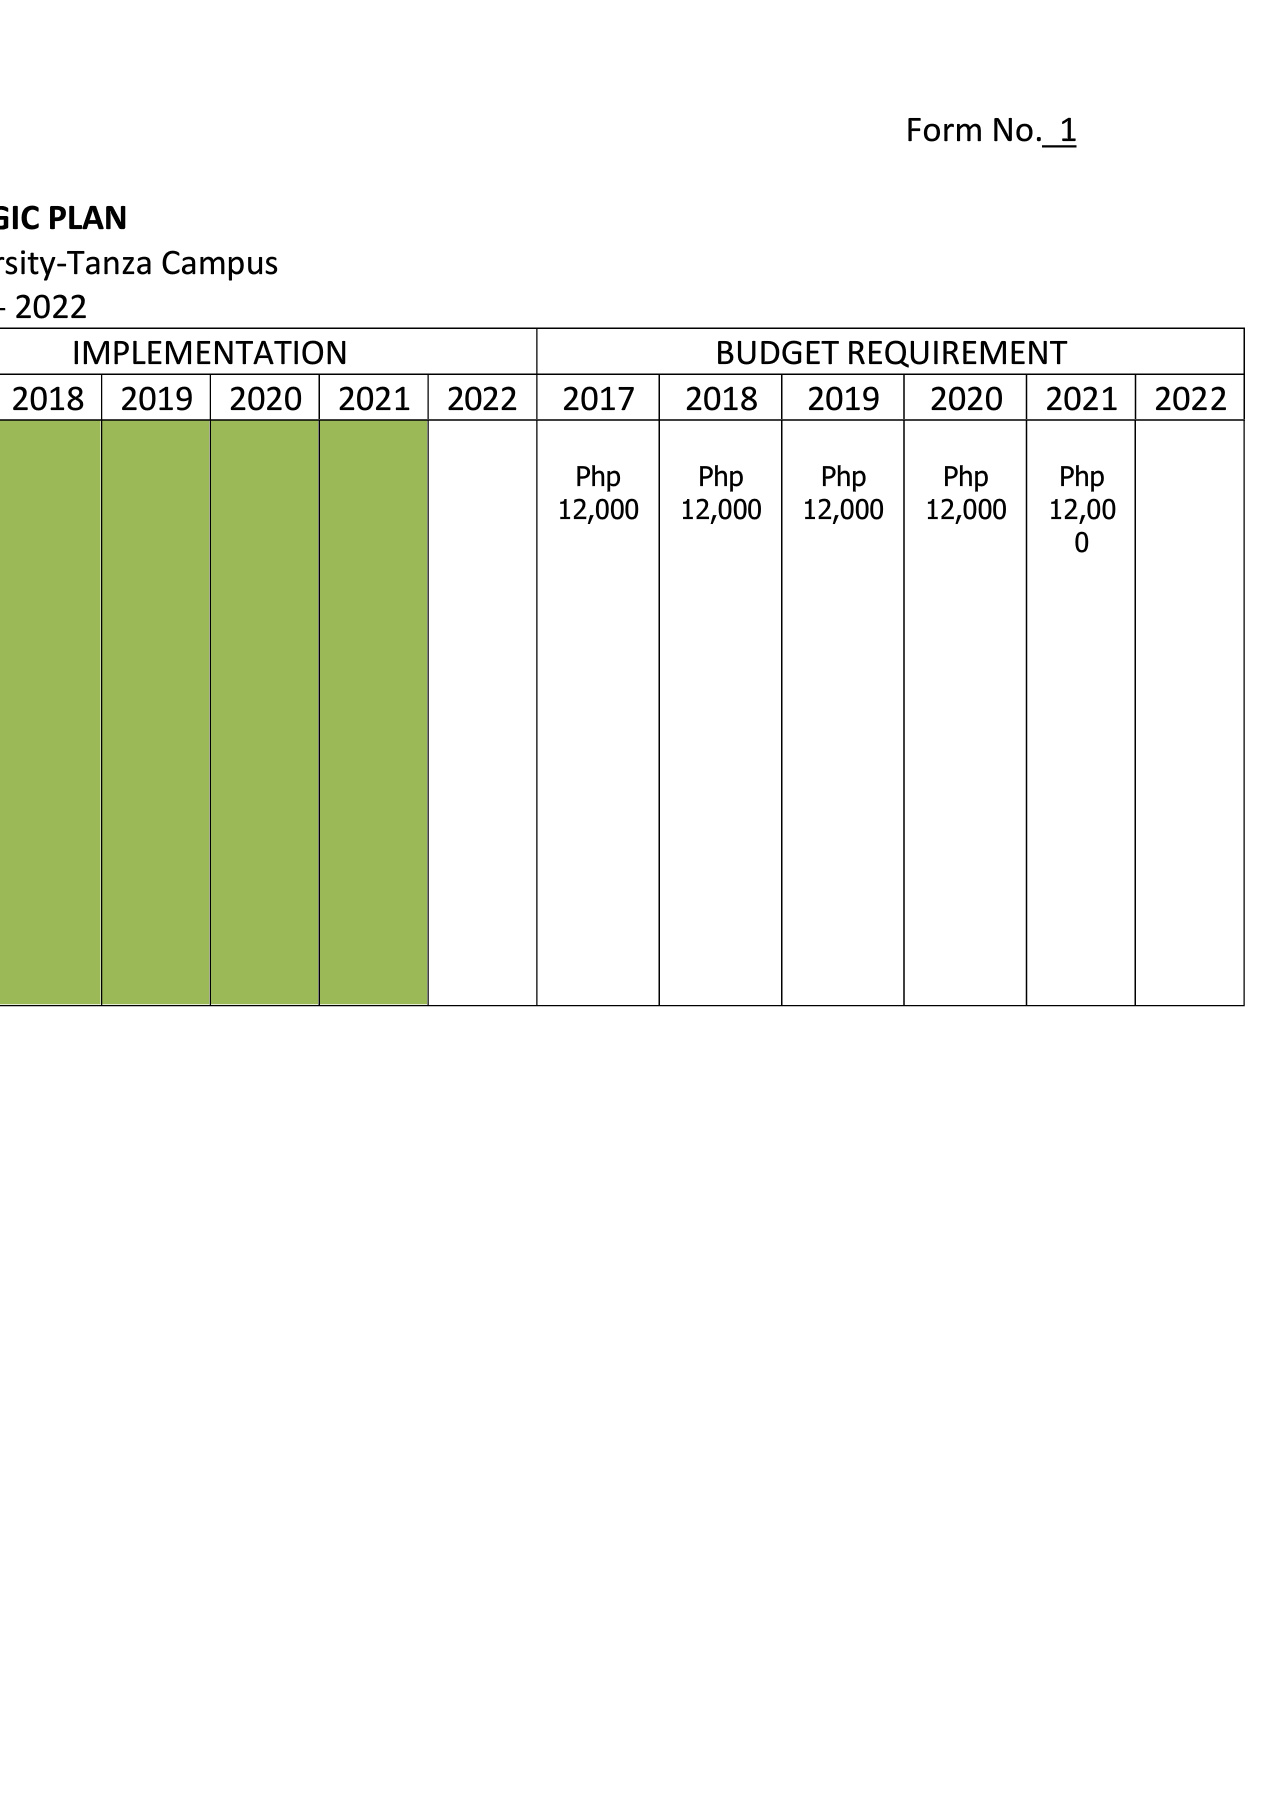 Form No. 1
GIC PLAN
rsity-Tanza Campus
- 2022
IMPLEMENTATION BUDGET REQUIREMENT
2018 2019 2020 2021 2022 2017 2018 2019 2020 2021 2022
Php Php Php Php Php
12,000 12,000 12,000 12,000 12,00
0